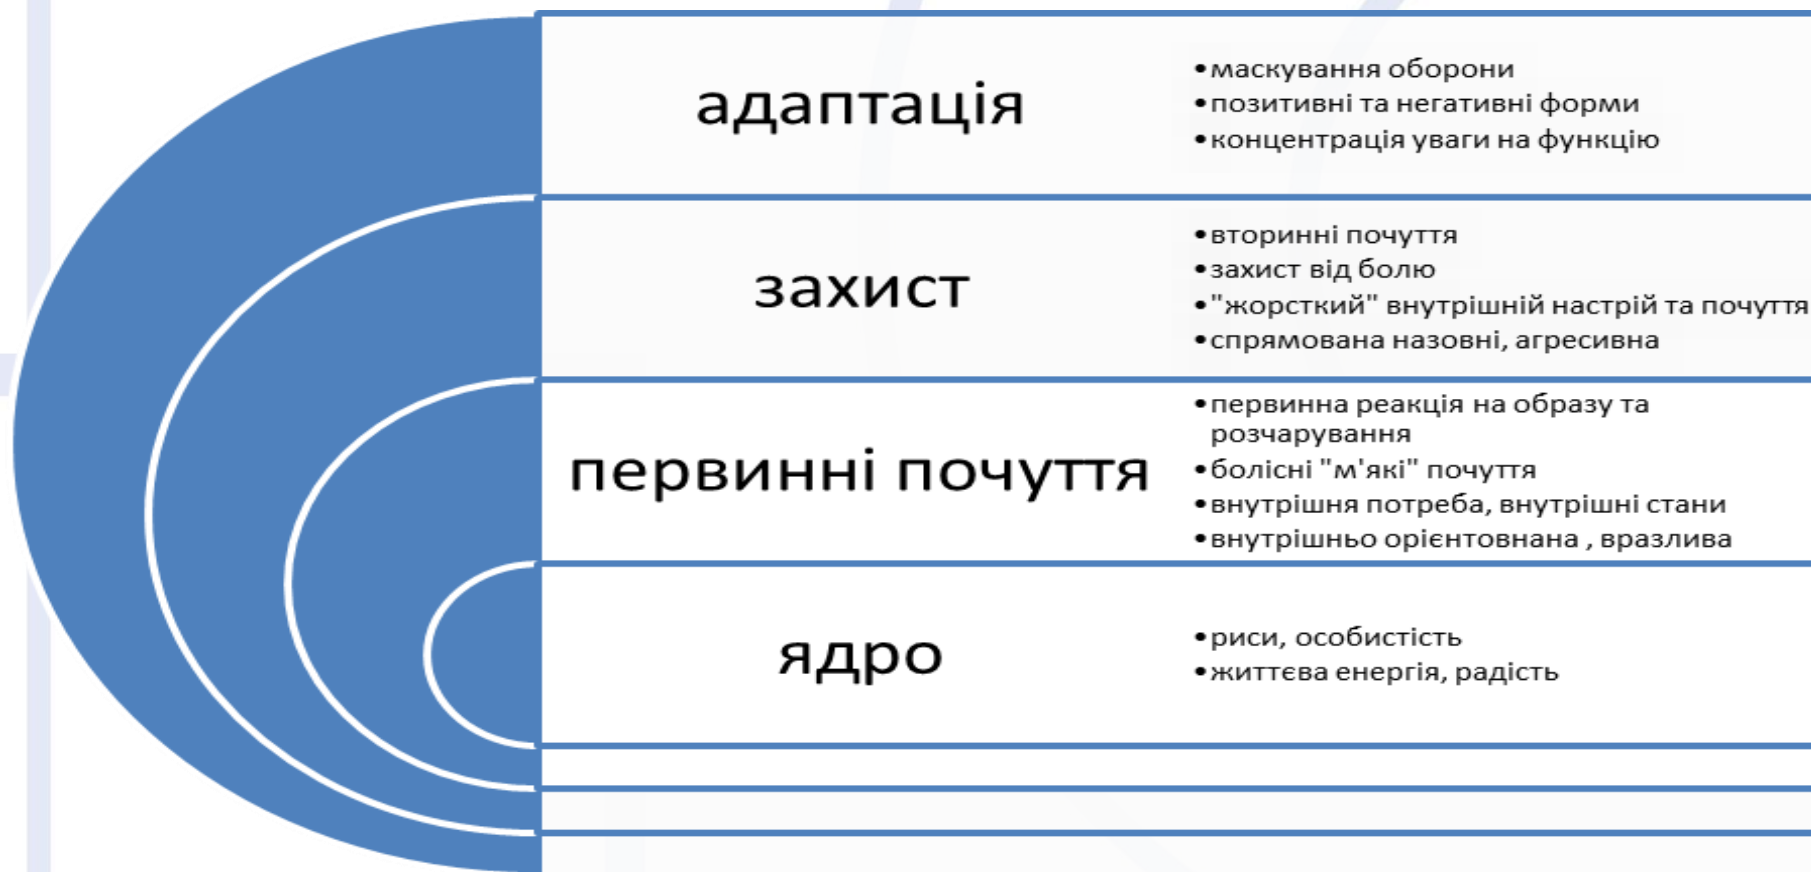 адаптація
•маскування оборони
•позитивні та негативні форми
•концентрація уваги на функцію
захист
•вторинні почуття
•захист від болю
•"жорсткий" внутрішній настрій та почуття
•спрямована назовні, агресивна
первинні почуття
•первинна реакція на образу та
розчарування
•болісні "м'які" почуття
•внутрішня потреба, внутрішні стани
•внутрішньо орієнтовнана , вразлива
ядро
•риси, особистість
•життєва енергія, радість